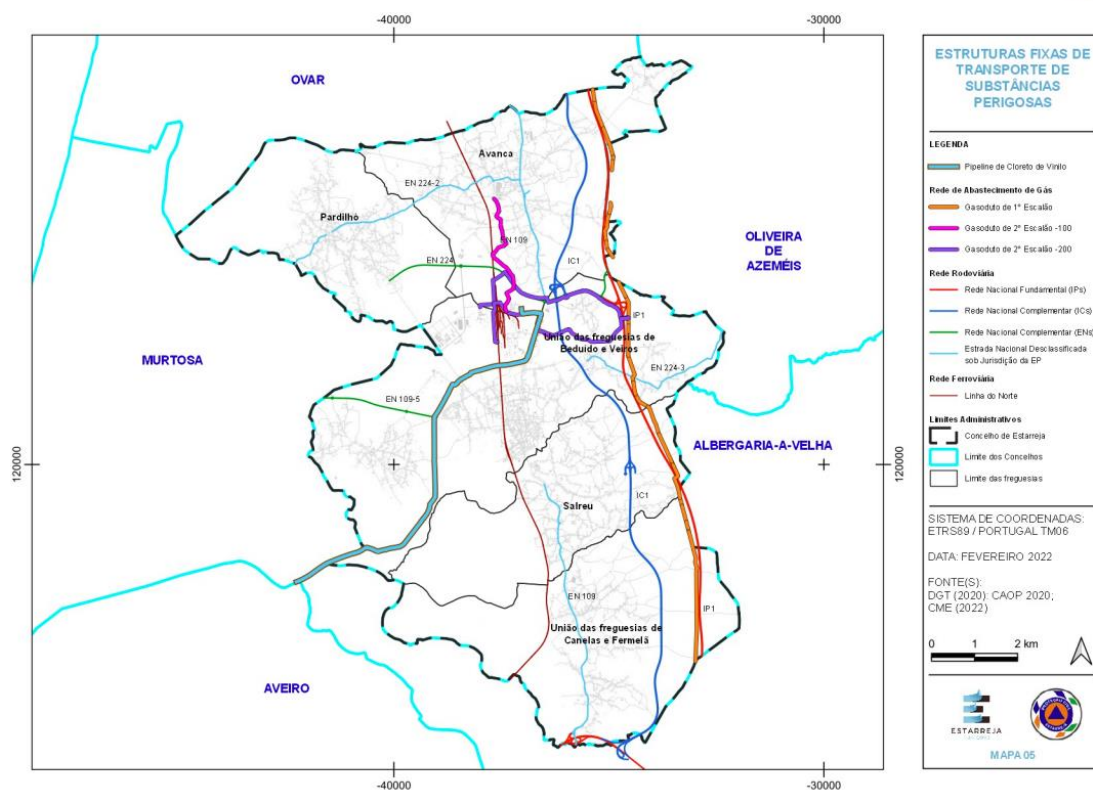 -40000
-30000
OVAR
Avanca
EN 224-2
Pardilhó
EN 109
OLIVEIRA
DE
AZEMÉIS
EN 224
IC1
IP1
União das freguesias de
Beduído e Veiros
MURTOSA
EN 224-3
EN 109-5
ALBERGARIA-A-VELHA
120000
120000
Salreu
IC1
EN 109
IP1
União das freguesias de
Canelas e Fermelã
AVEIRO
-40000
-30000
ESTRUTURAS FIXAS DE
TRANSPORTE DE
SUBSTÂNCIAS
PERIGOSAS
LEGENDA
Pipeline de Cloreto de Vinilo
Rede de Abastecimento de Gás
Gasoduto de 1º Escalão
Gasoduto de 2º Escalão -100
Gasoduto de 2º Escalão -200
Rede Rodoviária
Rede Nacional Fundamental (IPs)
Rede Nacional Complementar (ICs)
Rede Nacional Complementar (ENs)
Estrada Nacional Desclassificada
sob Jurisdição da EP
Rede Ferroviária
Linha do Norte
Limites Administrativos
Concelho de Estarreja
Limite dos Concelhos
Limite das freguesias
SISTEMA DE COORDENADAS:
ETRS89 / PORTUGAL TM06
DATA: FEVEREIRO 2022
FONTE(S):
DGT (2020): CAOP 2020;
CME (2022)
0 1 2 km
ESTARREJA
MAPA 05